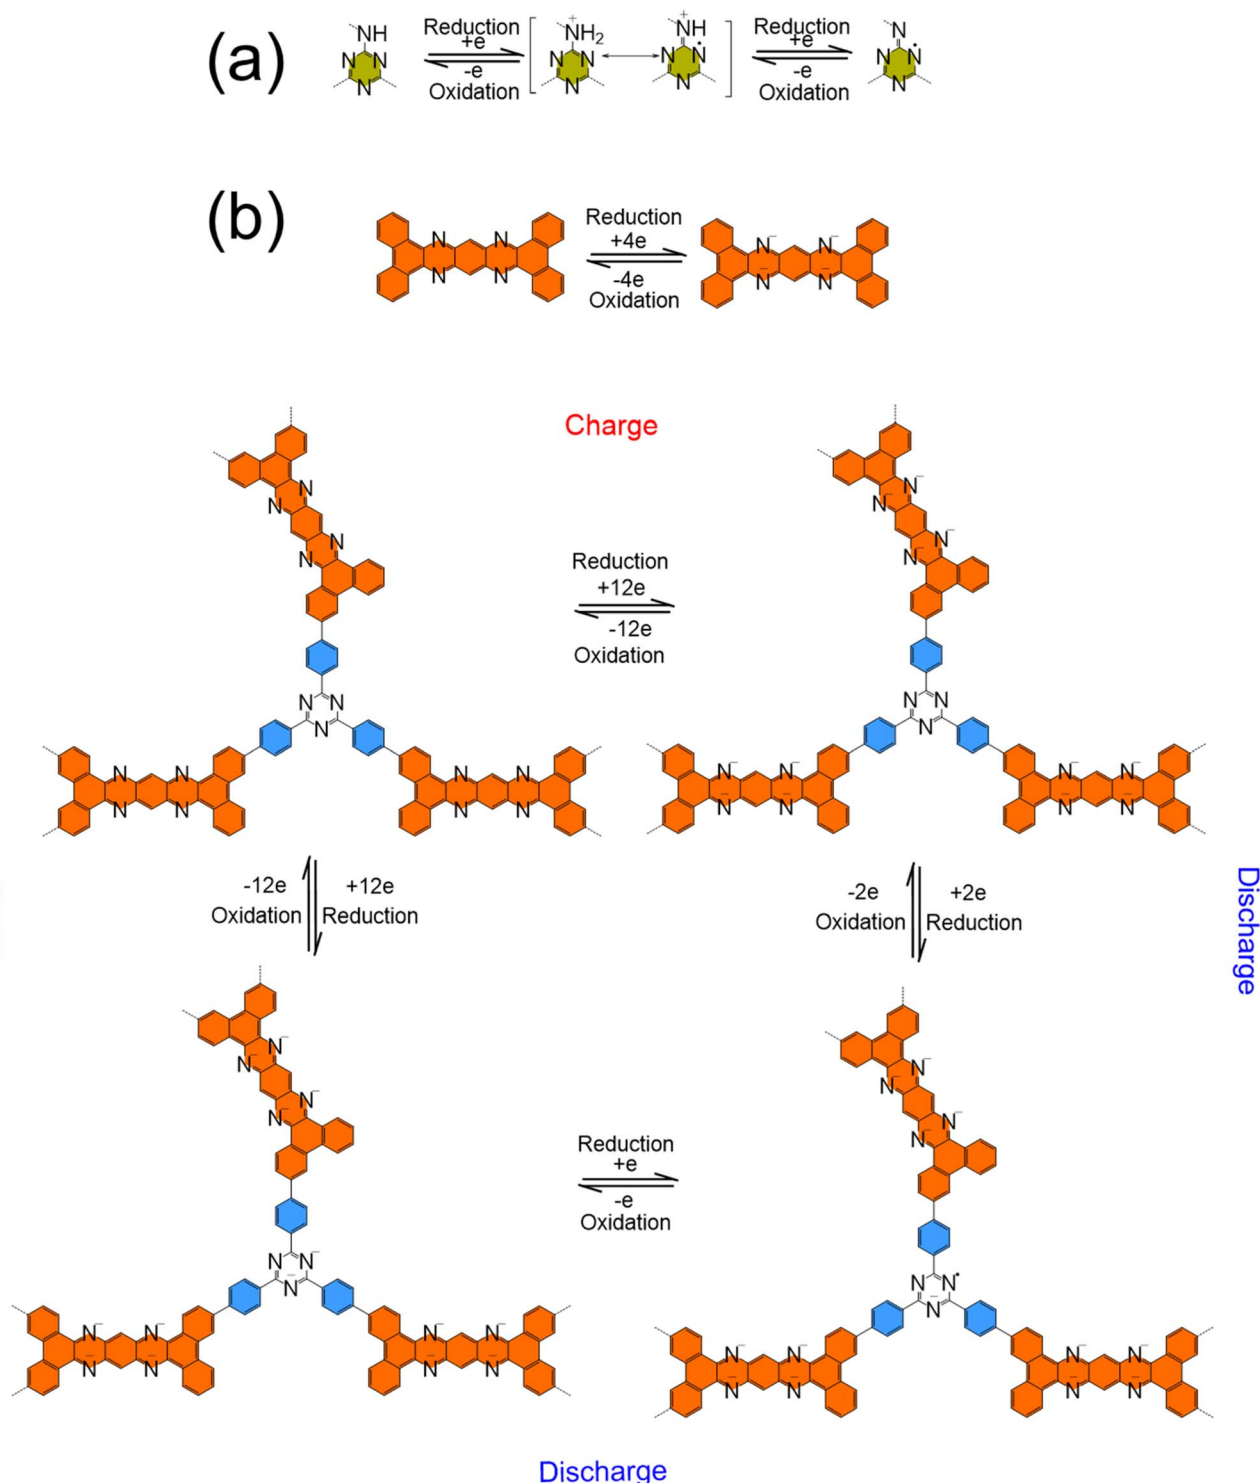 (a)
NH
N N
N
Reduction
+e
-e
Oxidation
+
NH2
N N
N
+
NH
N N•
N
Reduction
+e
-e
Oxidation
N
N N•
N
(b)
N N
N N
Reduction
+4e
-4e
Oxidation
N− N−
N− N−
Charge
N
N
N
N
Reduction
+12e
-12e
Oxidation
N−
N−
N−
N−
N N
N
N N
N N
N N
N N
N N
N
N− N−
N− N−
N− N−
N− N−
-12e
Oxidation
+12e
Reduction
-2e
Oxidation
+2e
Reduction
Discharge
N−
N−
N−
N−
Reduction
+e
-e
Oxidation
N−
N−
N−
N−
N N−
N−
N− N−
N− N−
N− N−
N− N−
N N•
N−
N− N−
N− N−
N− N−
N− N−
Discharge